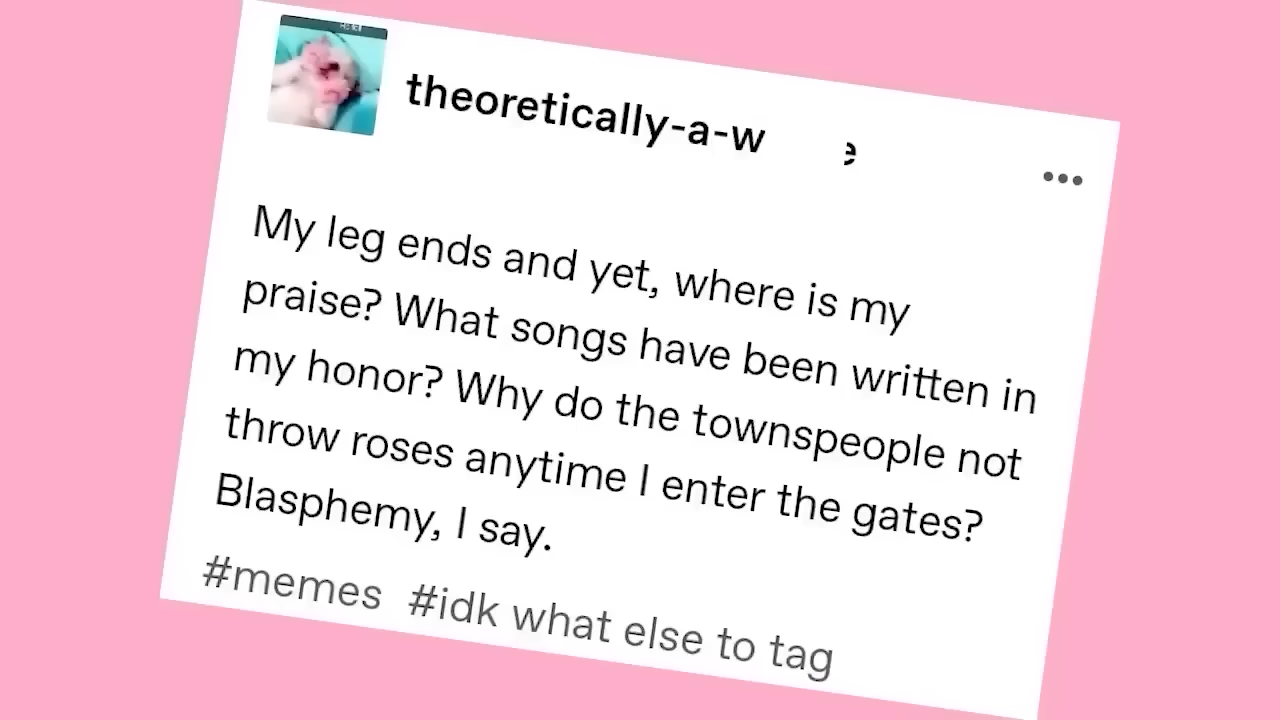 theoretically-a-w
My leg ends and yet, where is my
praise? What songs have been written in
my honor? Why do the townspeople not
throw roses anytime I enter the gates?
Blasphemy, I say.
#memes #idk what else to tag